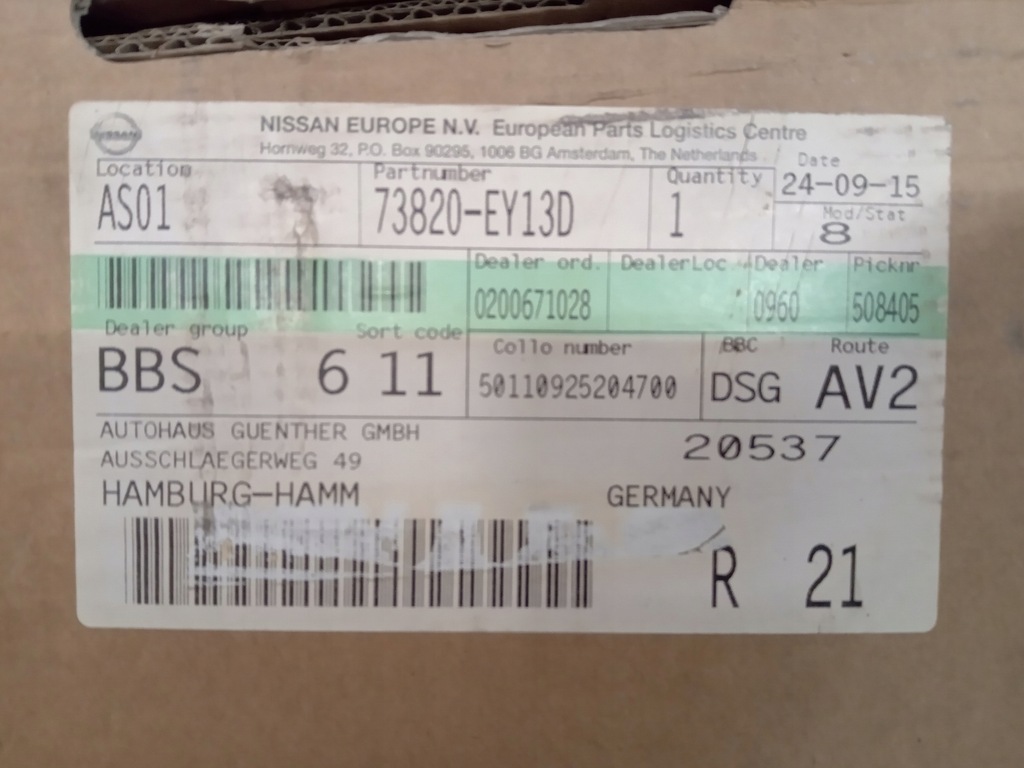 NISSAN
NISSAN EUROPE N.V. European Parts Logistics Centre
Hornweg 32, P.O. Box 90295, 1006 BG Amsterdam, The Netherlands
Location
AS01
Partnumber
73820-EY13D
Quantity
1
Date
24-09-15
Mod/Stat
8
Dealer ord.
0200671028
DealerLoc
Dealer
0960
Picknr
508405
Dealer group
BBS
Sort code
6 11
Collo number
50110925204700
BBC
DSG
Route
AV2
AUTOHAUS GUENTHER GMBH
AUSSCHLAEGERWEG 49
20537
HAMBURG-HAMM
GERMANY
R 21